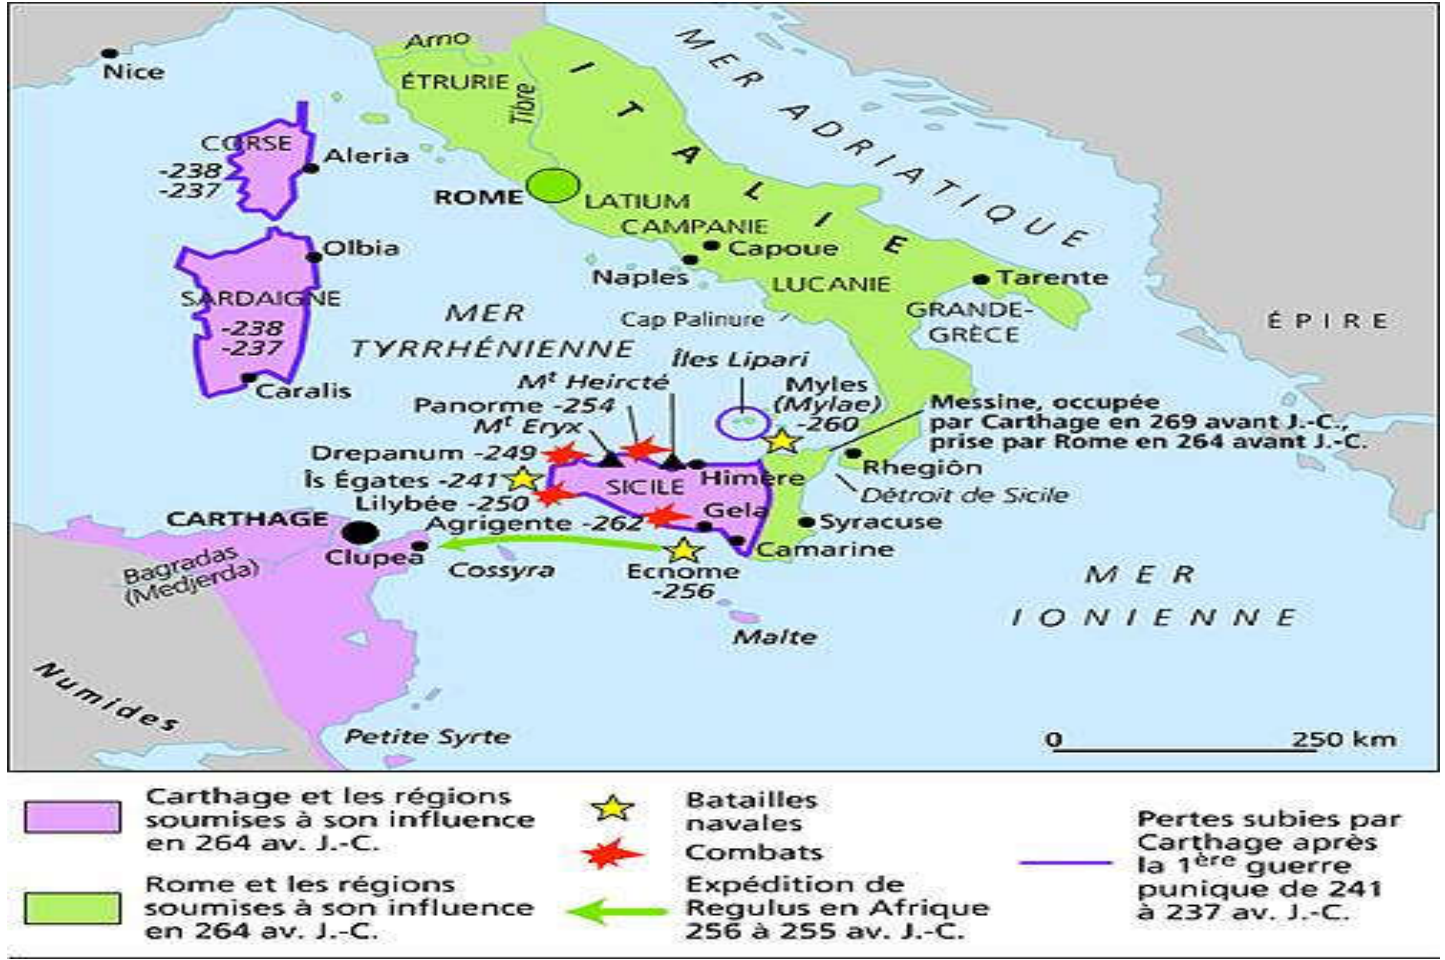 Nice
Arno
ÉTRURIE
Tibre
ITALIE
MER ADRIATIQUE
CORSE
-238
-237
Aleria
ROME
LATIUM
CAMPANIE
Capoue
Naples
Olbia
SARDAIGNE
-238
-237
Caralis
LUCANIE
Tarente
GRANDE-
GRÈCE
ÉPIRE
MER
TYRRHÉNIENNE
Cap Palinure
Îles Lipari
Mt Heircté
Panorme -254
Mt Eryx
Myles
(Mylae)
-260
Messine, occupée
par Carthage en 269 avant J.-C.,
prise par Rome en 264 avant J.-C.
Drepanum -249
Îs Égates -241
Lilybée -250
Agrigente -262
SICILE
Himère
Gela
Rhegiôn
Détroit de Sicile
Syracuse
Camarine
CARTHAGE
Clupea
Bagradas
(Medjerda)
Cossyra
Ecnome
-256
Malte
MER
IONIENNE
Numides
Petite Syrte
0 250 km
Carthage et les régions
soumises à son influence
en 264 av. J.-C.
Rome et les régions
soumises à son influence
en 264 av. J.-C.
Batailles
navales
Combats
Expédition de
Regulus en Afrique
256 à 255 av. J.-C.
Pertes subies par
Carthage après
la 1ère guerre
punique de 241
à 237 av. J.-C.